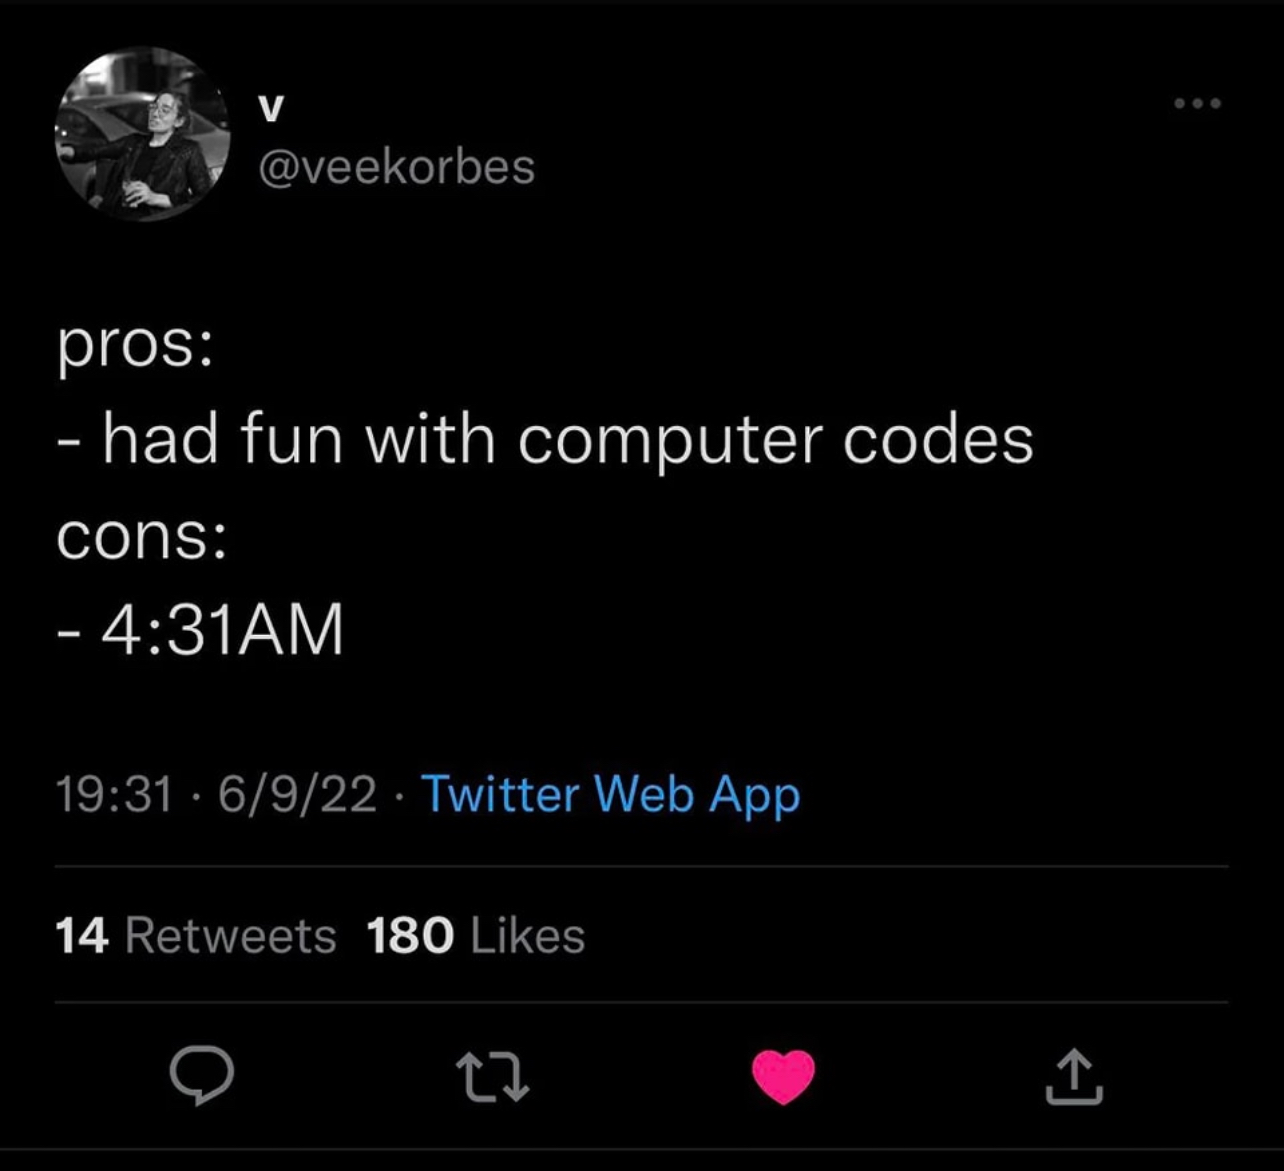 v
@veekorbes
pros:
- had fun with computer codes
cons:
- 4:31AM
19:31 · 6/9/22 · Twitter Web App
14 Retweets 180 Likes